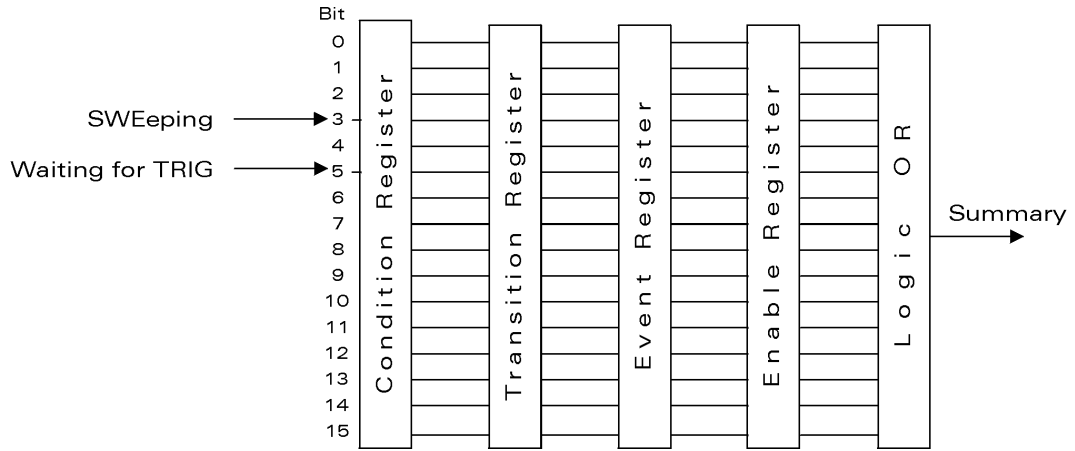 Bit
0
1
2
SWEeping
3
4
Waiting for TRIG
5
6
7
8
9
10
11
12
13
14
15
Condition Register
Transition Register
Event Register
Enable Register
Logic OR
Summary